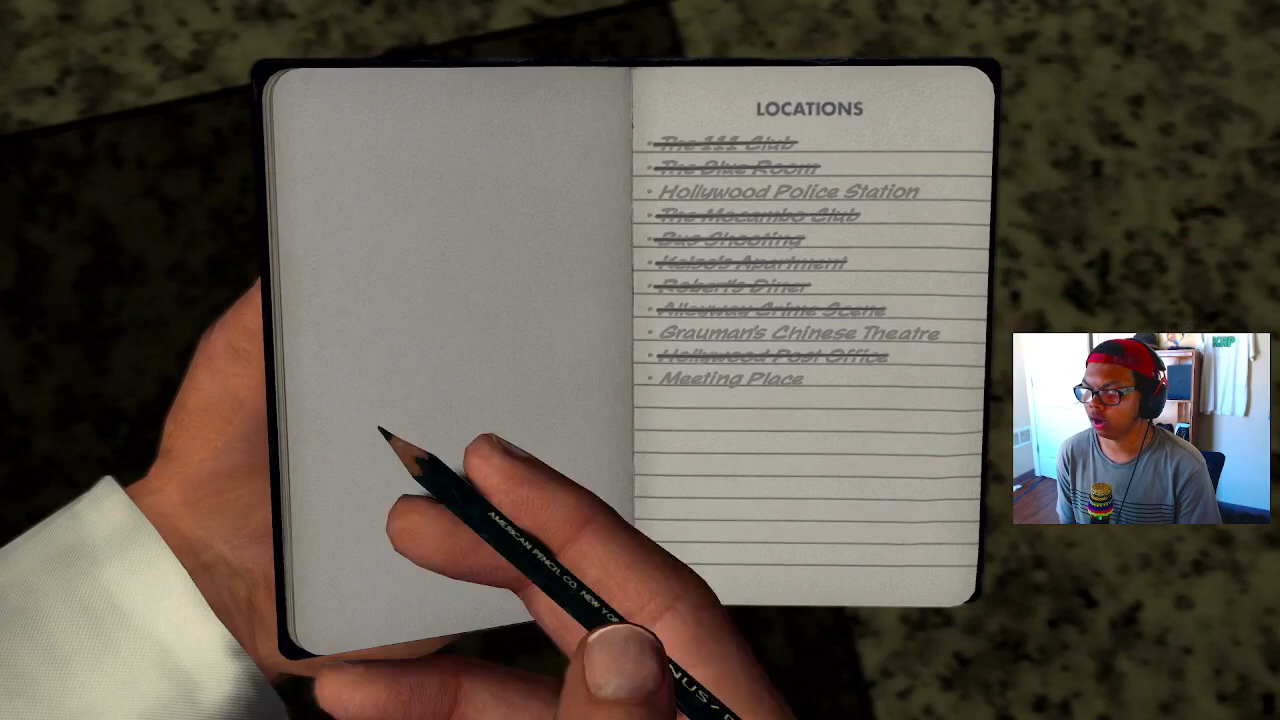 LOCATIONS
· The 111 Club
· The Blue Room
· Hollywood Police Station
· The Mocambo Club
· Bus Shooting
· Kelso's Apartment
· Robert's Diner
· Alleyway Crime Scene
· Grauman's Chinese Theatre
· Hollywood Post Office
· Meeting Place
AMERICAN PENCIL CO. NEW YO